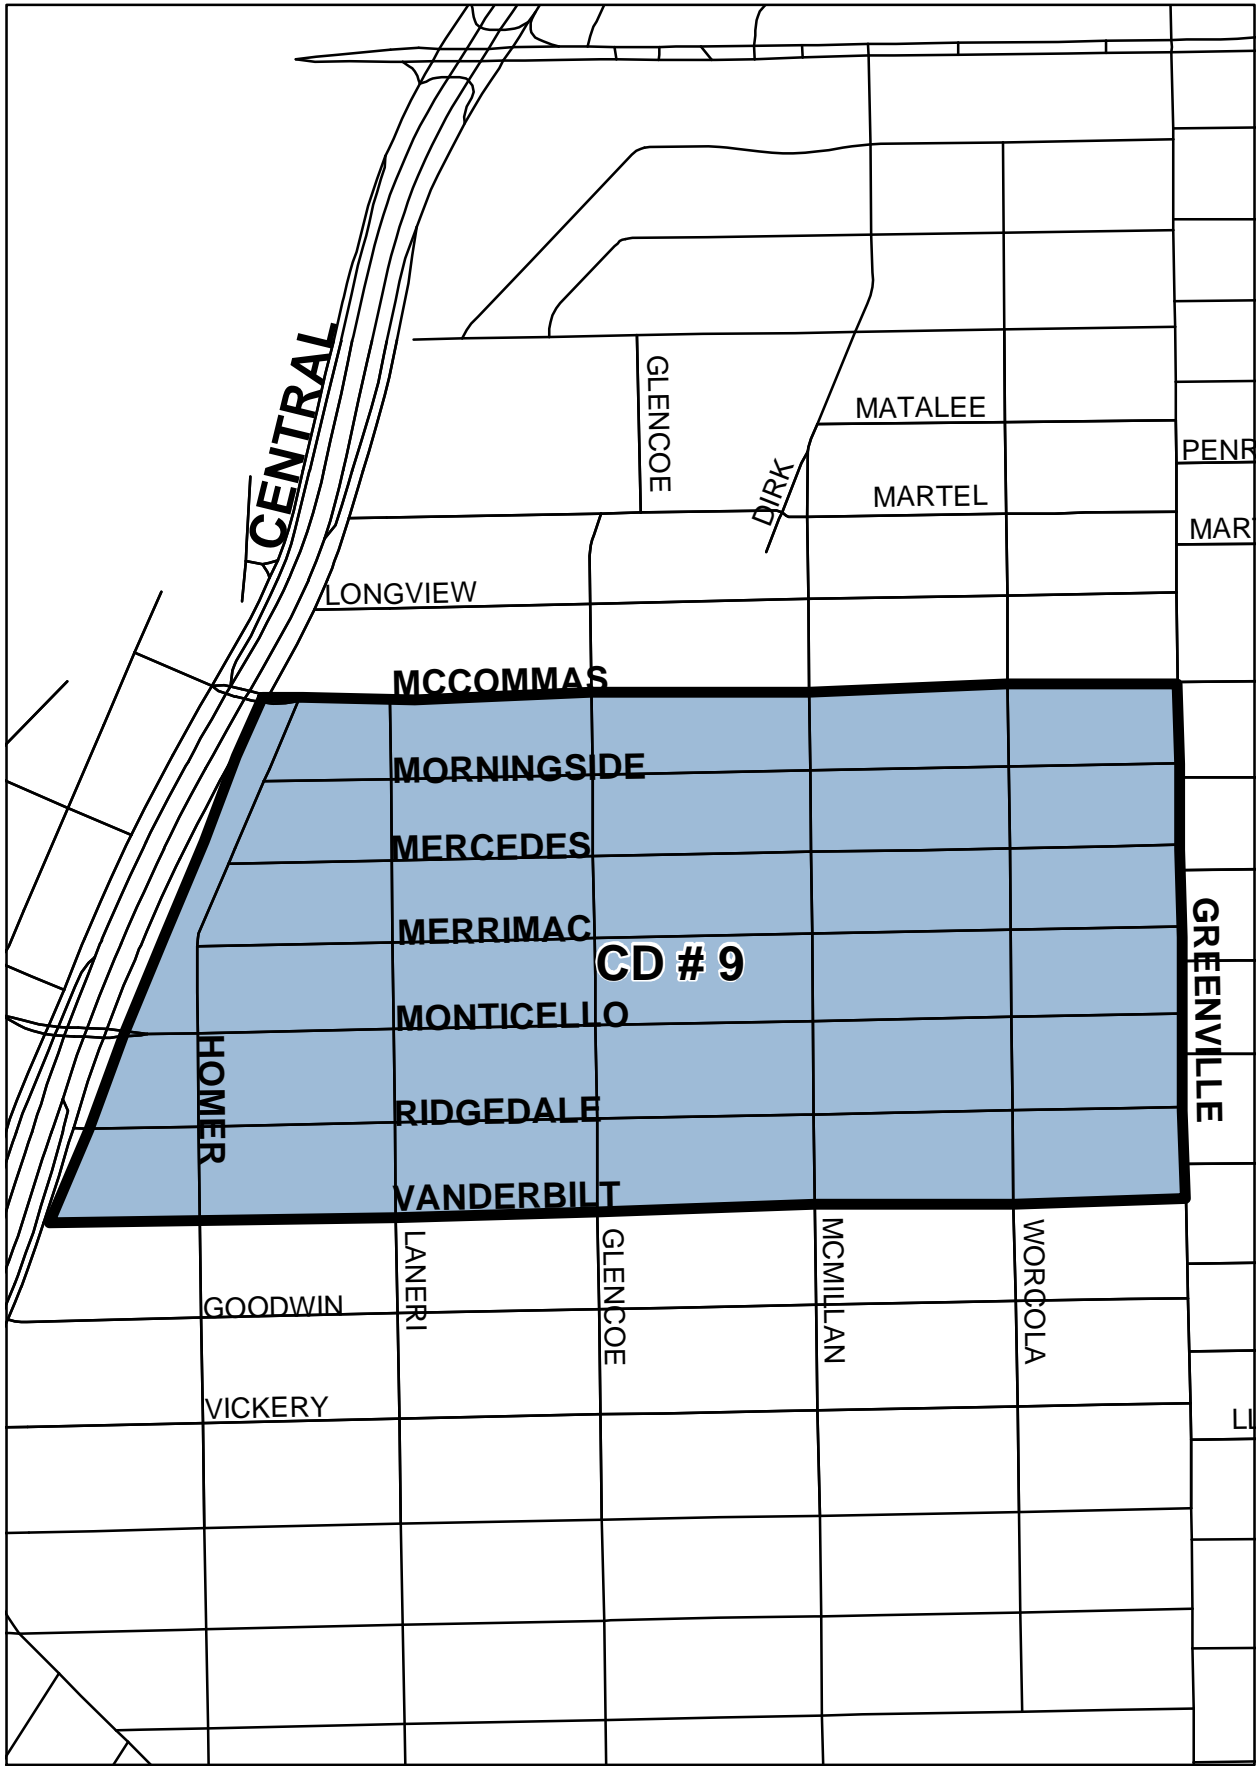 CENTRAL
GLENCOE
MATALEE
PENR
DIRK
MARTEL
MAR
LONGVIEW
MCCOMMAS
MORNINGSIDE
MERCEDES
MERRIMAC
CD # 9
GREENVILLE
MONTICELLO
HOMER
RIDGEDALE
VANDERBILT
LANERI
GLENCOE
MCMILLAN
WORCOLA
GOODWIN
VICKERY
LL